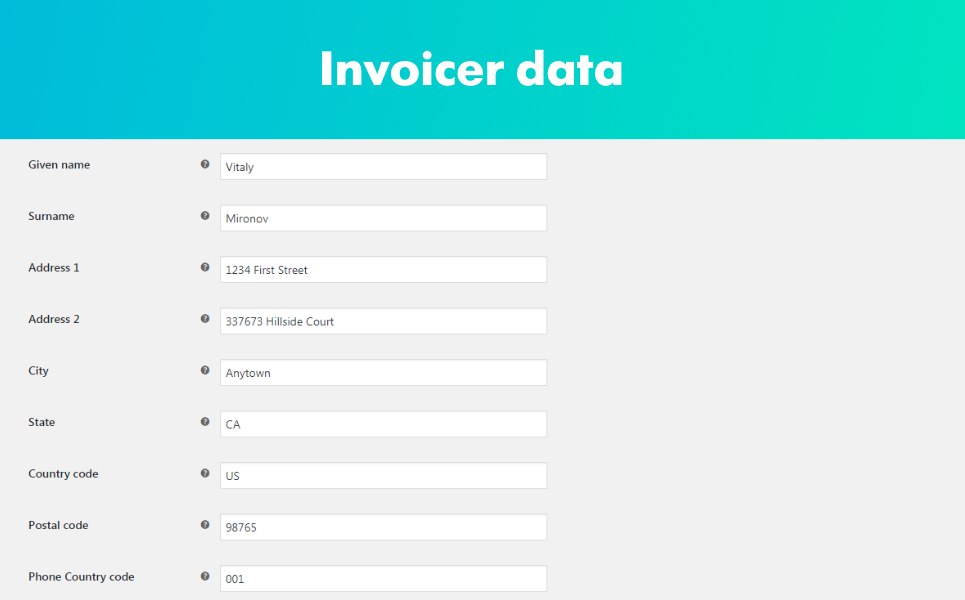 Invoicer data
Given name Vitaly
Surname Mironov
Address 1 1234 First Street
Address 2 337673 Hillside Court
City Anytown
State CA
Country code US
Postal code 98765
Phone Country code 001